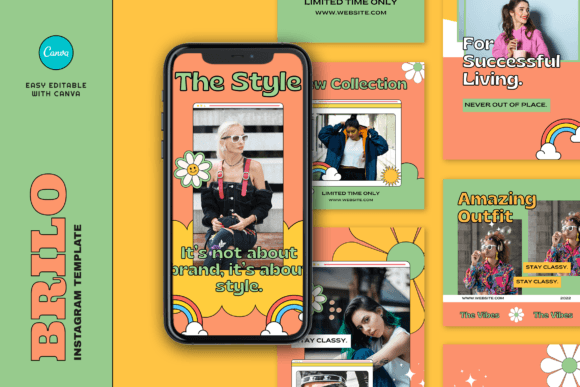 Canva
EASY EDITABLE
WITH CANVA
BRILO
INSTAGRAM TEMPLATE
The Style
It's not about
brand, it's about
style.
LIMITED TIME ONLY
WWW.WEBSITE.COM
Collection
LIMITED TIME ONLY
WWW.WEBSITE.COM
STAY CLASSY.
For
Successful
Living.
NEVER OUT OF PLACE.
Amazing
Outfit
STAY CLASSY.
STAY CLASSY.
WWW.WEBSITE.COM 2022
The Vibes The Vibes